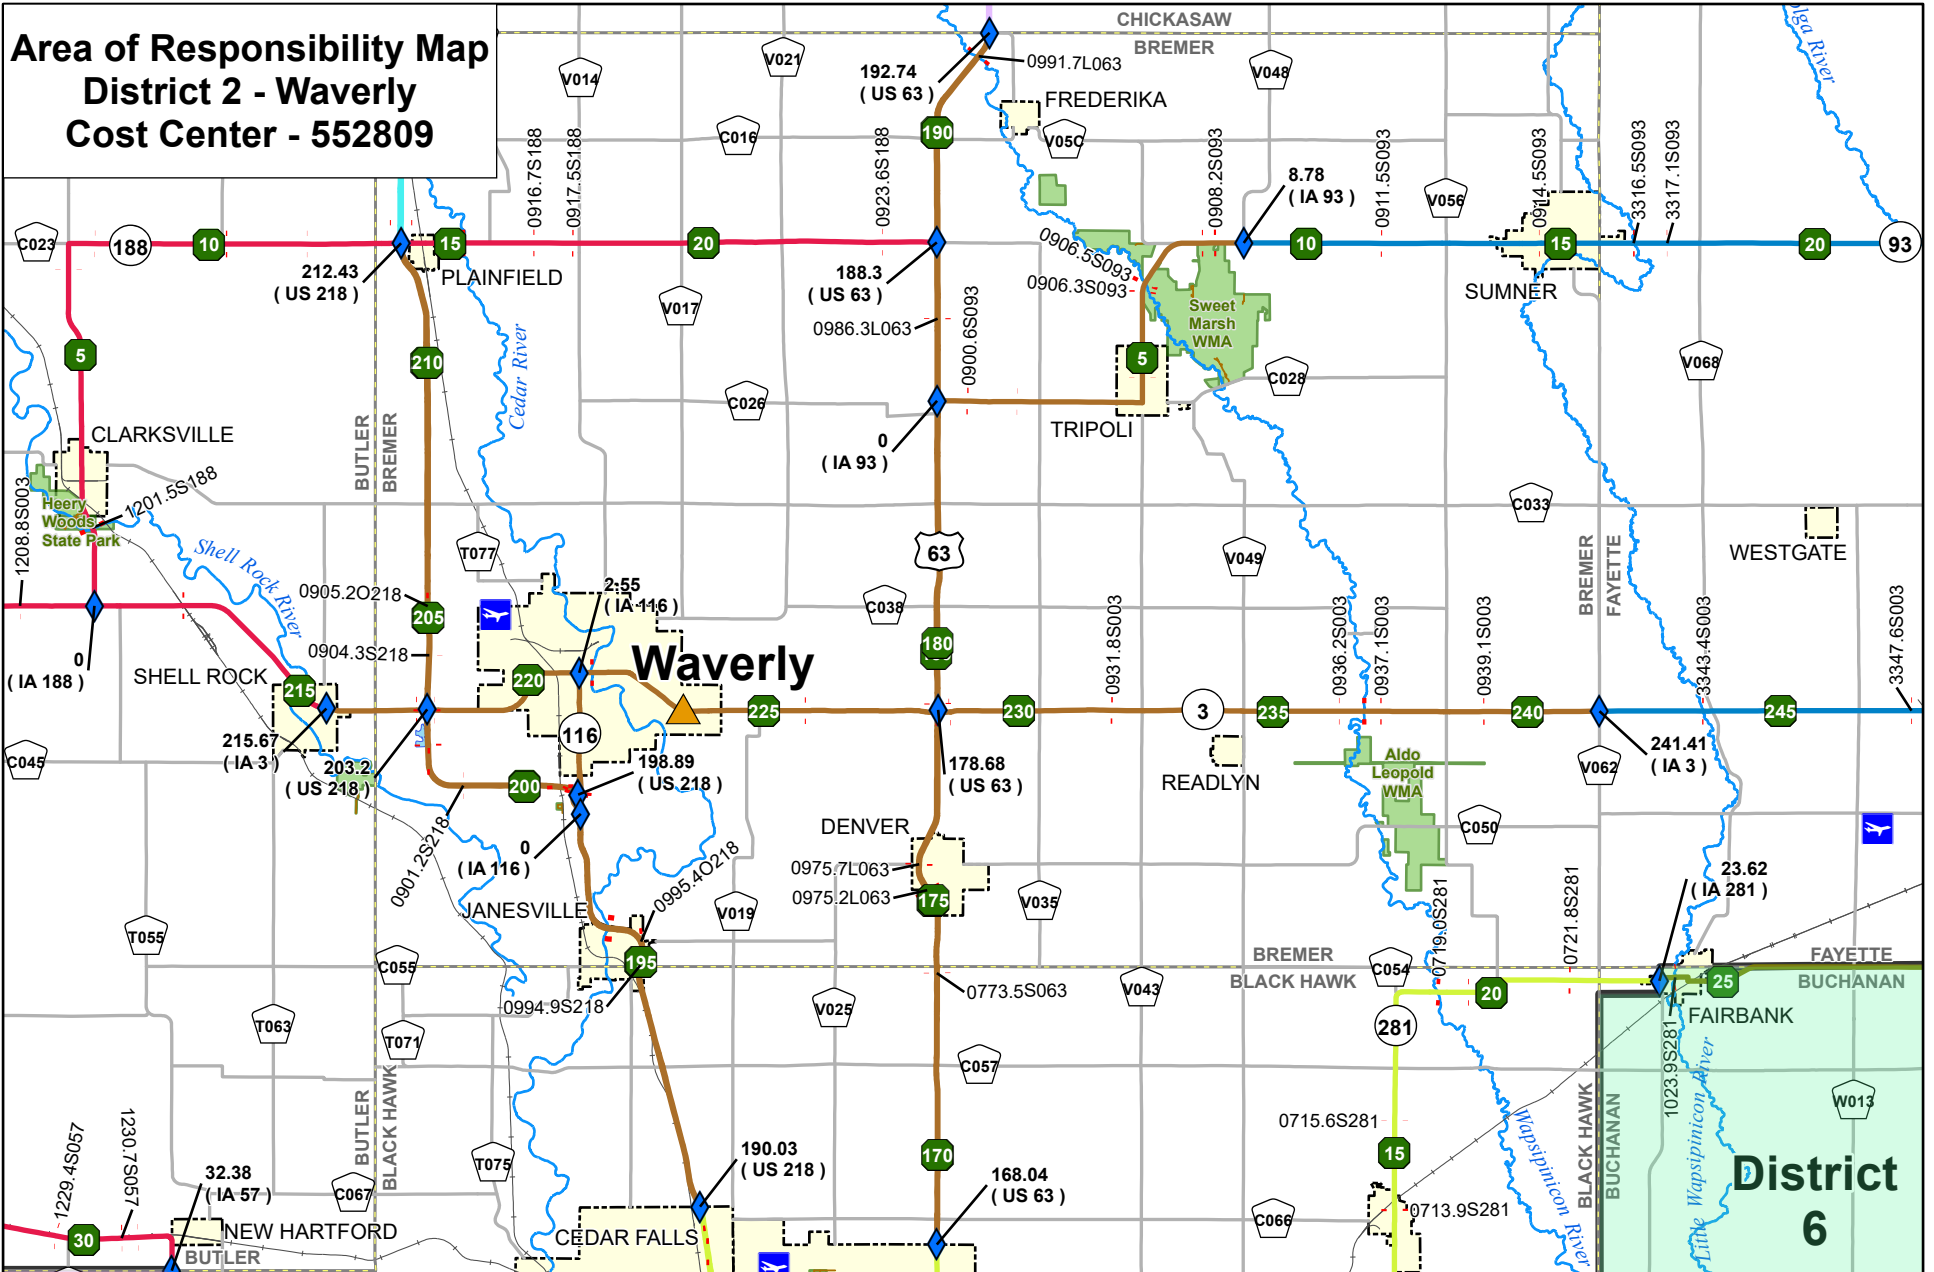 Area of Responsibility Map
District 2 - Waverly
Cost Center - 552809
CHICKASAW
BREMER
V014
V021
192.74
( US 63 )
0991.7L063
FREDERIKA
V048
C016
190
V05C
0916.7S188
0917.5S188
0923.6S188
0908.2S093
8.78
( IA 93 )
0911.5S093
V056
0914.5S093
3316.5S093
3317.1S093
C023
188
10
15
20
212.43
( US 218 )
PLAINFIELD
188.3
( US 63 )
0906.5S093
0906.3S093
10
15
20
93
SUMNER
V017
Cedar River
0986.3L063
0900.6S093
Sweet
Marsh
WMA
5
210
5
C028
V068
C026
BUTLER
BREMER
CLARKSVILLE
TRIPOLI
0
( IA 93 )
1208.8S003
1201.5S188
Heery
Woods
State Park
C033
WESTGATE
Shell Rock River
T077
63
V049
BREMER
FAYETTE
0905.2O218
205
2.55
( IA 116 )
C038
0904.3S218
180
0931.8S003
0936.2S003
0937.1S003
0939.1S003
3343.4S003
3347.6S003
0
( IA 188 )
SHELL ROCK
215
220
Waverly
225
230
3
235
240
245
116
215.67
( IA 3 )
203.2
( US 218 )
C045
198.89
( US 218 )
200
178.68
( US 63 )
READLYN
Aldo
Leopold
WMA
V062
241.41
( IA 3 )
DENVER
C050
0901.2S218
0
( IA 116 )
0995.4O218
0975.7L063
0975.2L063
175
JANESVILLE
V019
V035
0719.0S281
0721.8S281
23.62
( IA 281 )
T055
C055
195
BREMER
BLACK HAWK
C054
FAYETTE
BUCHANAN
0994.9S218
V025
0773.5S063
V043
20
25
FAIRBANK
T063
T071
281
1023.9S281
C057
BUTLER
BLACK HAWK
Little Wapsipinicon River
W013
1229.4S057
1230.7S057
T075
190.03
( US 218 )
170
0715.6S281
15
Wapsipinicon River
BLACK HAWK
BUCHANAN
District
6
32.38
( IA 57 )
C067
168.04
( US 63 )
C066
0713.9S281
30
NEW HARTFORD
BUTLER
CEDAR FALLS